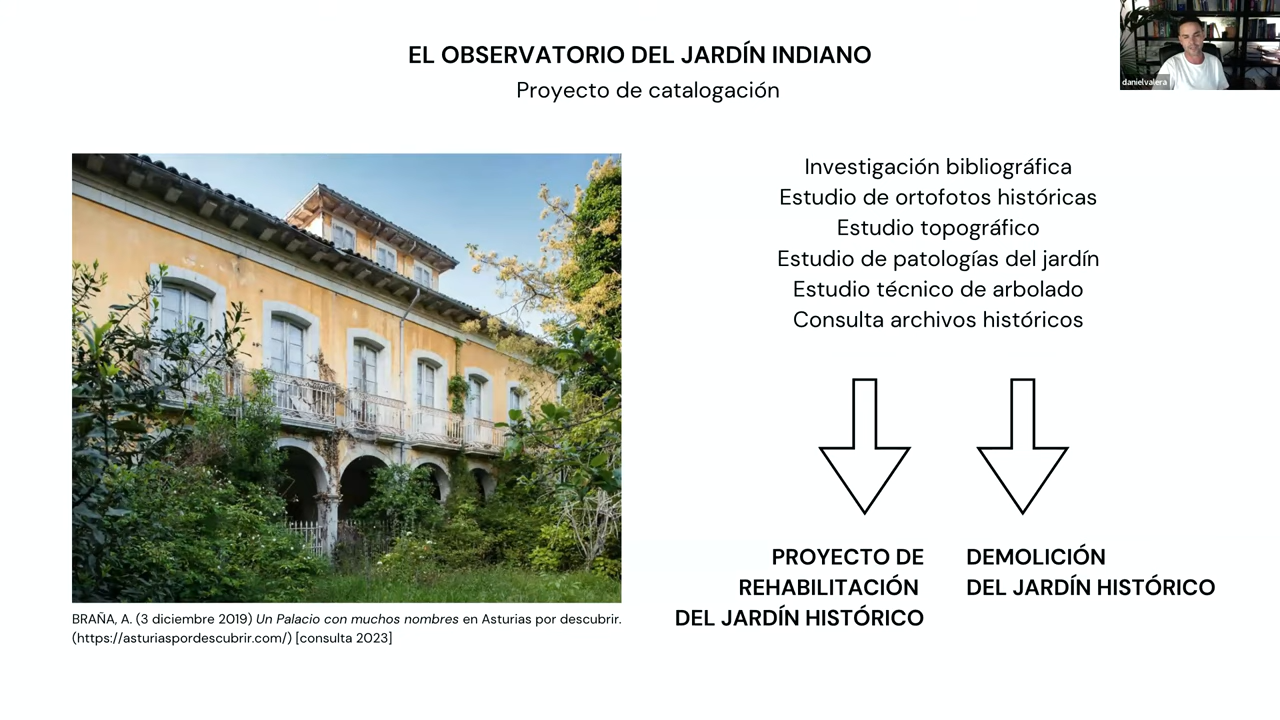 EL OBSERVATORIO DEL JARDÍN INDIANO
Proyecto de catalogación
danielvalera
Investigación bibliográfica
Estudio de ortofotos históricas
Estudio topográfico
Estudio de patologías del jardín
Estudio técnico de arbolado
Consulta archivos históricos
PROYECTO DE
REHABILITACIÓN
DEL JARDÍN HISTÓRICO
DEMOLICIÓN
DEL JARDÍN HISTÓRICO
BRAÑA, A. (3 diciembre 2019) Un Palacio con muchos nombres en Asturias por descubrir.
(https://asturiaspordescubrir.com/) [consulta 2023]